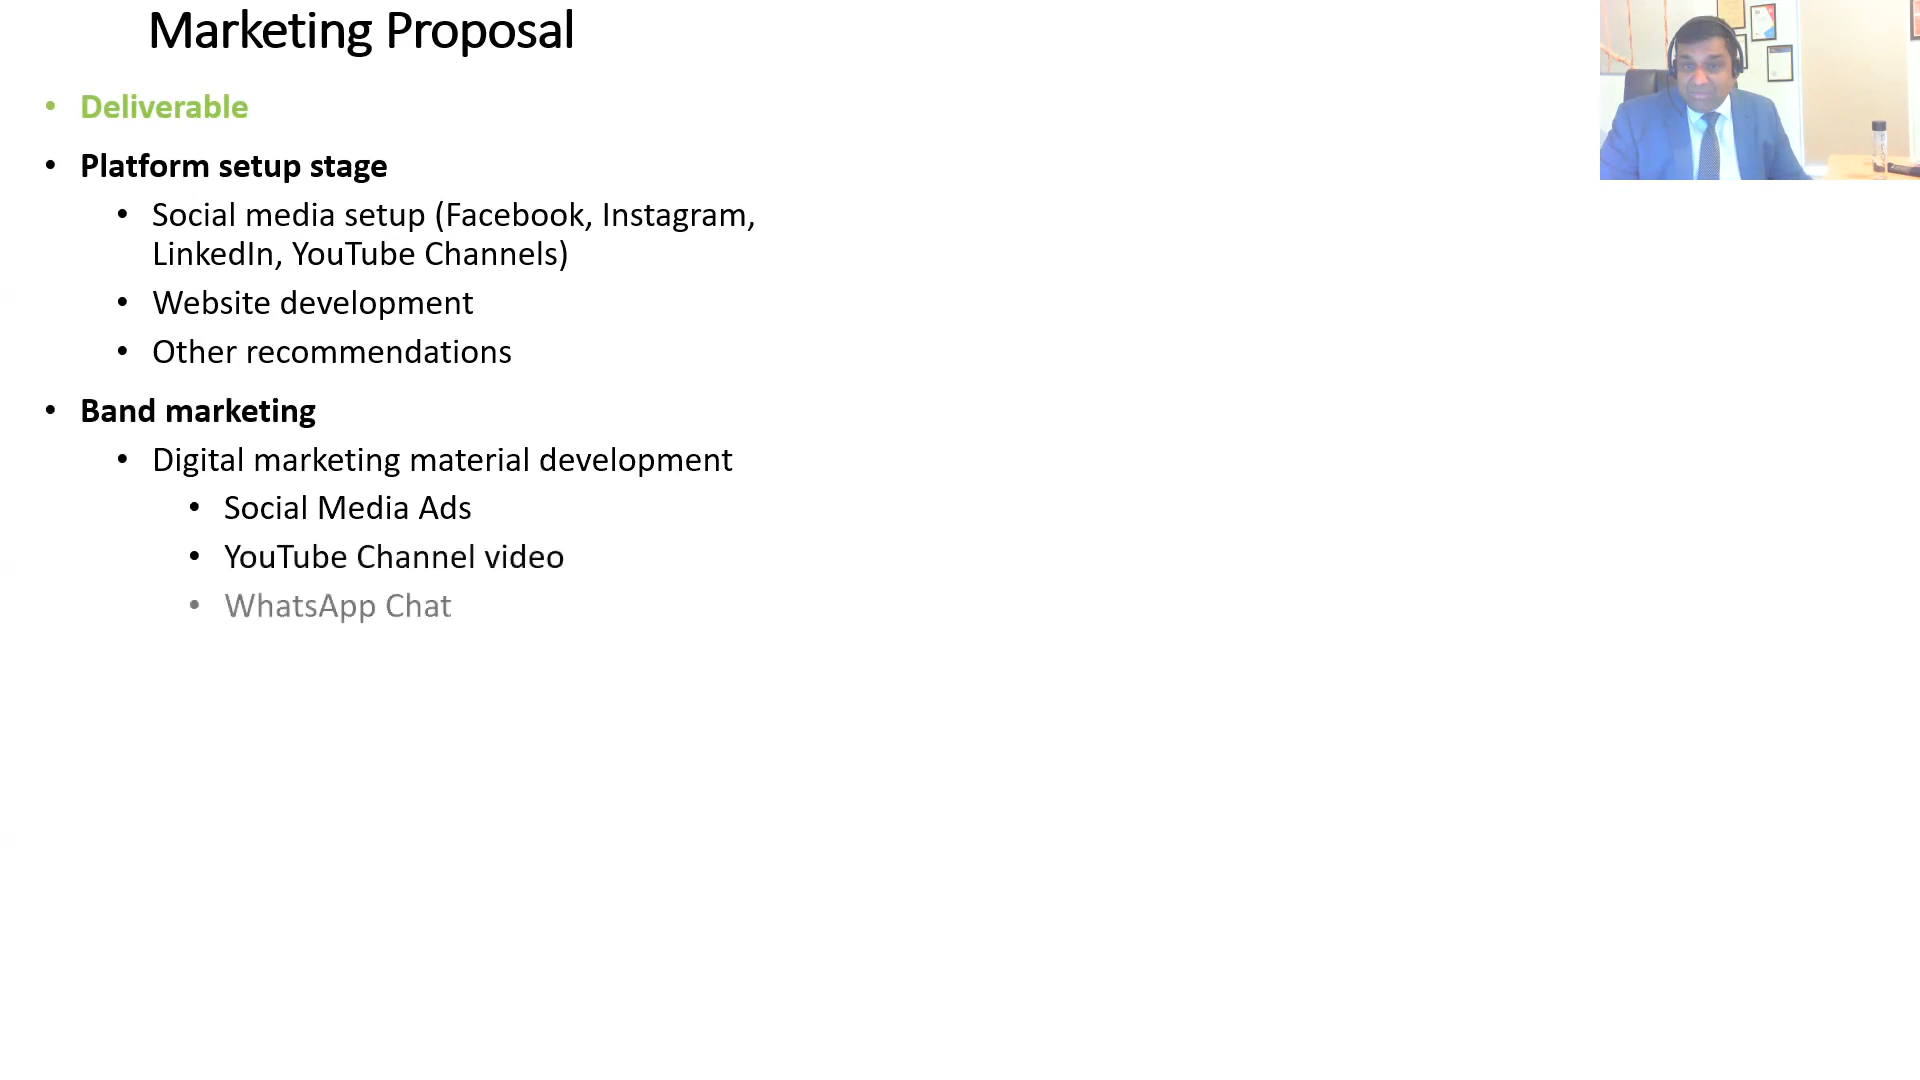 Marketing Proposal
• Deliverable
• Platform setup stage
• Social media setup (Facebook, Instagram,
LinkedIn, YouTube Channels)
• Website development
• Other recommendations
• Band marketing
• Digital marketing material development
• Social Media Ads
• YouTube Channel video
• WhatsApp Chat